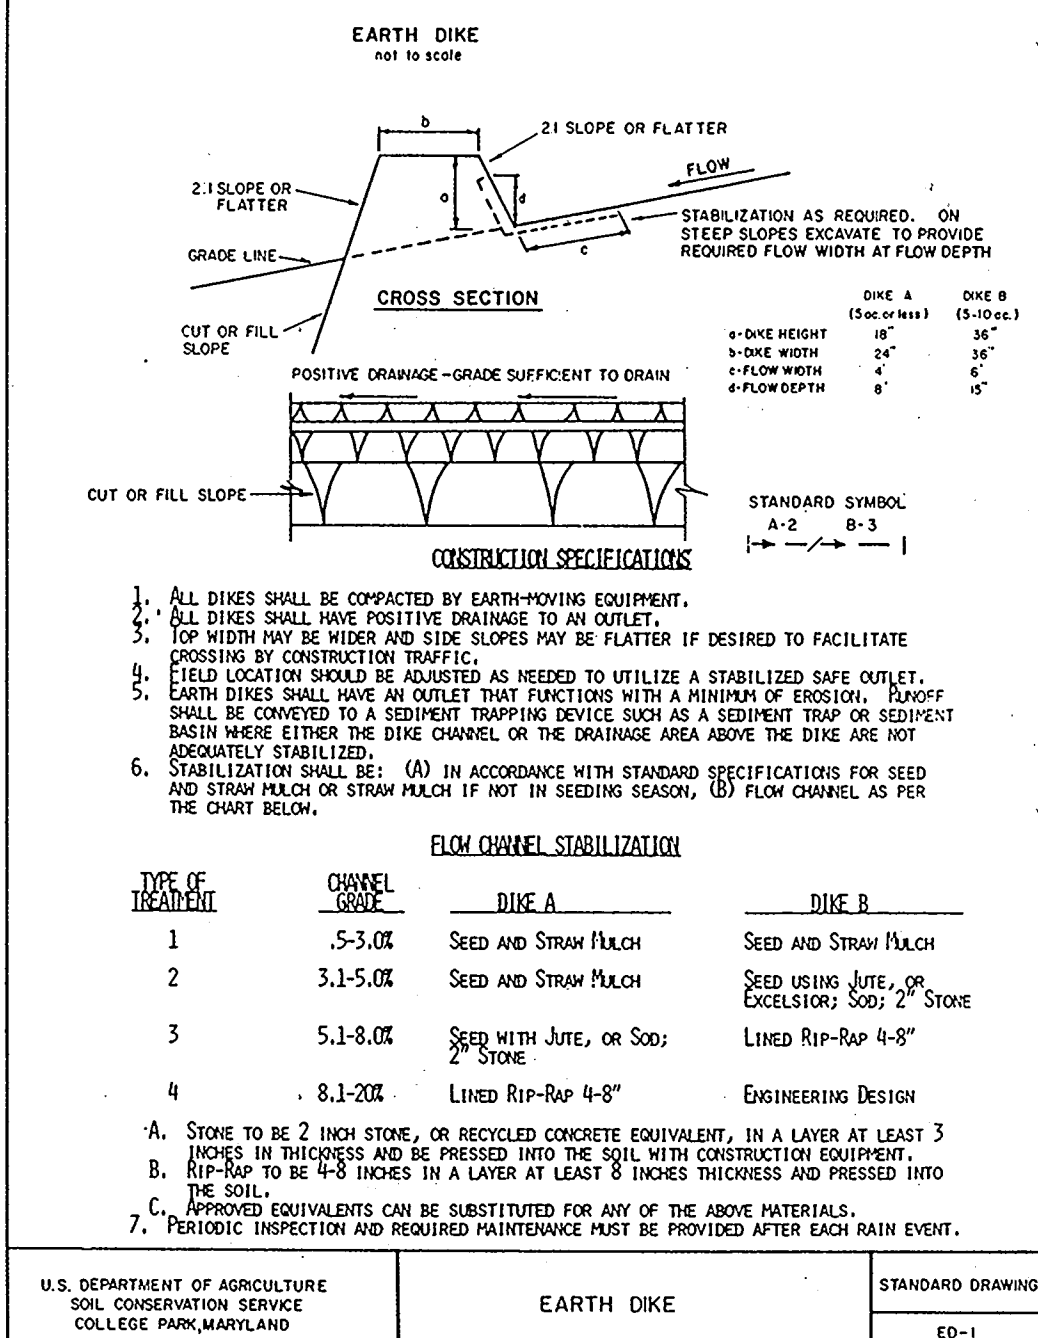 EARTH DIKE
not to scale
b
2:1 SLOPE OR FLATTER
FLOW
2:1 SLOPE OR
FLATTER
a
d
STABILIZATION AS REQUIRED. ON
STEEP SLOPES EXCAVATE TO PROVIDE
REQUIRED FLOW WIDTH AT FLOW DEPTH
c
GRADE LINE
CROSS SECTION
CUT OR FILL
SLOPE
DIKE A DIKE B
(5 ac. or less) (5-10 ac.)
a-DIKE HEIGHT 18" 36"
b-DIKE WIDTH 24" 36"
c-FLOW WIDTH 4' 6'
d-FLOW DEPTH 8" 15"
POSITIVE DRAINAGE-GRADE SUFFICIENT TO DRAIN
CUT OR FILL SLOPE
STANDARD SYMBOL
A-2 B-3
CONSTRUCTION SPECIFICATIONS
1. ALL DIKES SHALL BE COMPACTED BY EARTH-MOVING EQUIPMENT.
2. ALL DIKES SHALL HAVE POSITIVE DRAINAGE TO AN OUTLET.
3. TOP WIDTH MAY BE WIDER AND SIDE SLOPES MAY BE FLATTER IF DESIRED TO FACILITATE
CROSSING BY CONSTRUCTION TRAFFIC.
4. FIELD LOCATION SHOULD BE ADJUSTED AS NEEDED TO UTILIZE A STABILIZED SAFE OUTLET.
5. EARTH DIKES SHALL HAVE AN OUTLET THAT FUNCTIONS WITH A MINIMUM OF EROSION. RUNOFF
SHALL BE CONVEYED TO A SEDIMENT TRAPPING DEVICE SUCH AS A SEDIMENT TRAP OR SEDIMENT
BASIN WHERE EITHER THE DIKE CHANNEL OR THE DRAINAGE AREA ABOVE THE DIKE ARE NOT
ADEQUATELY STABILIZED.
6. STABILIZATION SHALL BE: (A) IN ACCORDANCE WITH STANDARD SPECIFICATIONS FOR SEED
AND STRAW MULCH OR STRAW MULCH IF NOT IN SEEDING SEASON, (B) FLOW CHANNEL AS PER
THE CHART BELOW.
FLOW CHANNEL STABILIZATION
TYPE OF
TREATMENT
CHANNEL
GRADE
DIKE A DIKE B
1 .5-3.0% SEED AND STRAW MULCH SEED AND STRAW MULCH
2 3.1-5.0% SEED AND STRAW MULCH SEED USING JUTE, OR
EXCELSIOR; SOD; 2" STONE
3 5.1-8.0% SEED WITH JUTE, OR SOD; LINED RIP-RAP 4-8"
2" STONE
4 8.1-20% LINED RIP-RAP 4-8" ENGINEERING DESIGN
A. STONE TO BE 2 INCH STONE, OR RECYCLED CONCRETE EQUIVALENT, IN A LAYER AT LEAST 3
INCHES IN THICKNESS AND BE PRESSED INTO THE SOIL WITH CONSTRUCTION EQUIPMENT.
B. RIP-RAP TO BE 4-8 INCHES IN A LAYER AT LEAST 8 INCHES THICKNESS AND PRESSED INTO
THE SOIL.
C. APPROVED EQUIVALENTS CAN BE SUBSTITUTED FOR ANY OF THE ABOVE MATERIALS.
7. PERIODIC INSPECTION AND REQUIRED MAINTENANCE MUST BE PROVIDED AFTER EACH RAIN EVENT.
U.S. DEPARTMENT OF AGRICULTURE
SOIL CONSERVATION SERVICE
COLLEGE PARK, MARYLAND
EARTH DIKE
STANDARD DRAWING
ED-1